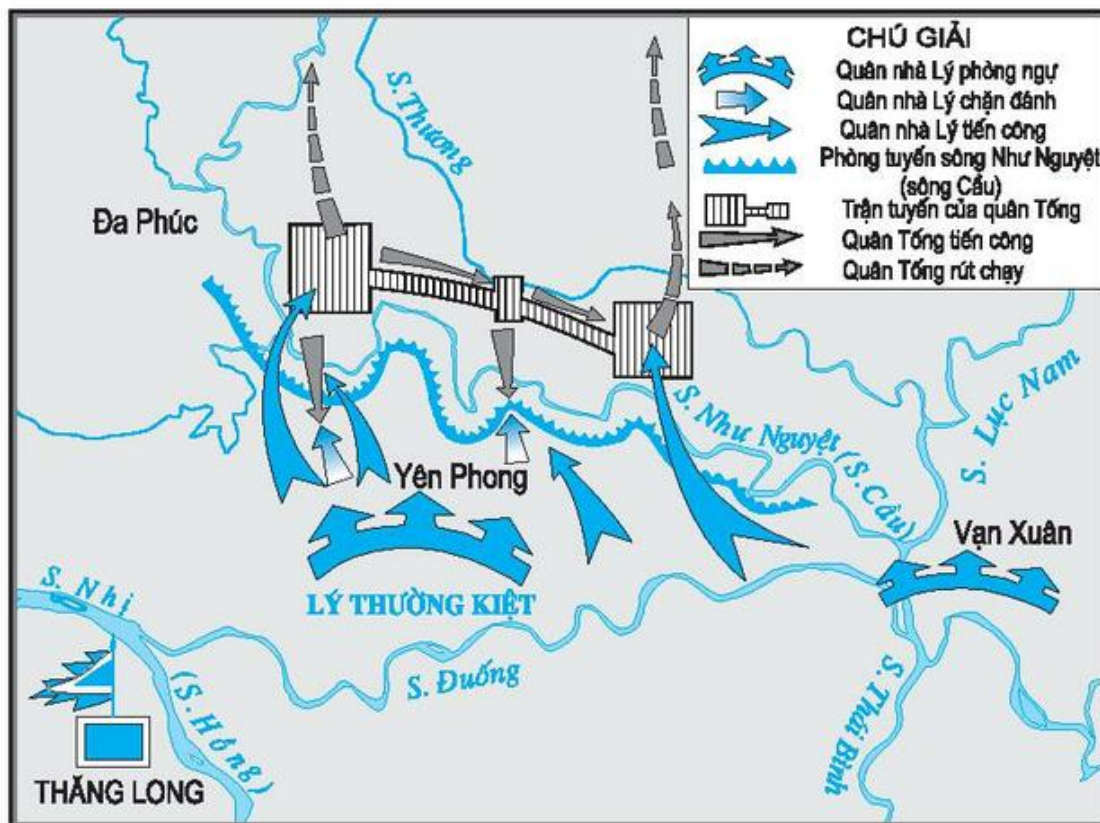 CHÚ GIẢI
Quân nhà Lý phòng ngự
Quân nhà Lý chặn đánh
Quân nhà Lý tiến công
Phòng tuyến sông Như Nguyệt
(sông Cầu)
Trận tuyến của quân Tống
Quân Tống tiến công
Quân Tống rút chạy
S. Thương
Đa Phúc
S. Lục Nam
S. Như Nguyệt (S. Cầu)
Yên Phong
Vạn Xuân
LÝ THƯỜNG KIỆT
S. Nhị
(S. Hồng)
S. Đuống
S. Thái Bình
THĂNG LONG